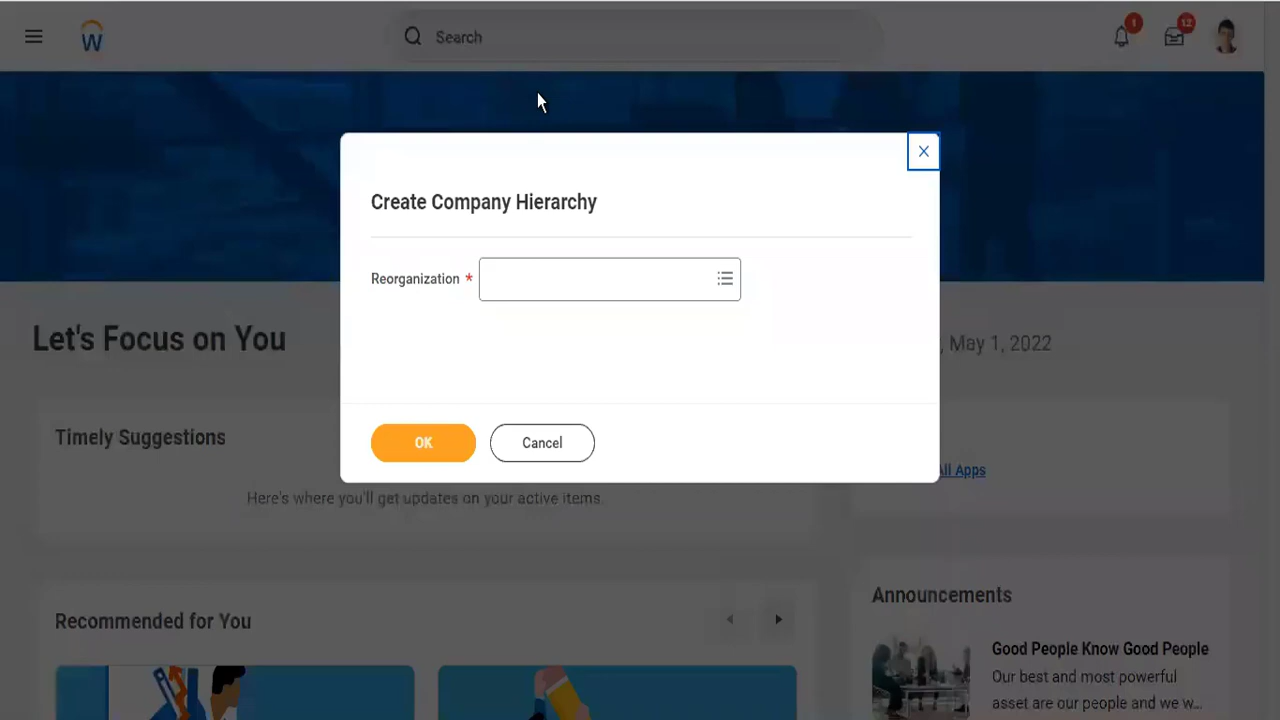 W
Search
1
12
Create Company Hierarchy
Reorganization *
OK
Cancel
Let's Focus on You
, May 1, 2022
Timely Suggestions
Here's where you'll get updates on your active items.
All Apps
Recommended for You
Announcements
Good People Know Good People
Our best and most powerful
asset are our people and we w...